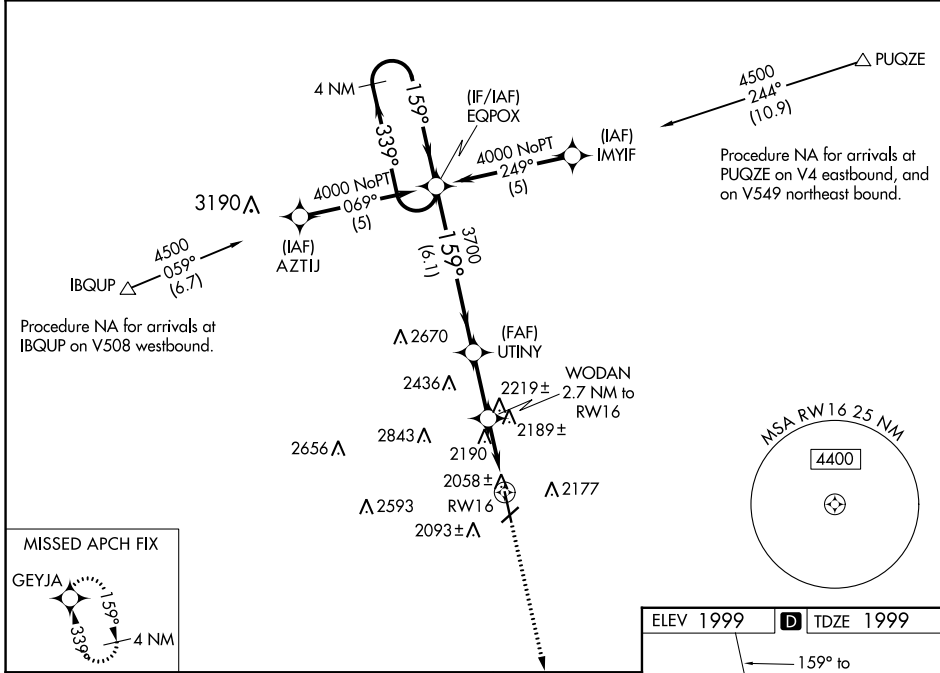 PUQZE
4500
244°
(10.9)
4 NM
159°
339°
(IF/IAF)
EQPOX
(IAF)
IMYIF
4000 NoPT
249°
(5)
Procedure NA for arrivals at
PUQZE on V4 eastbound, and
on V549 northeast bound.
3190
4000 NoPT
069°
(5)
(IAF)
AZTIJ
4500
059°
(6.7)
IBQUP
3700
159°
(6.1)
Procedure NA for arrivals at
IBQUP on V508 westbound.
2670
(FAF)
UTINY
2436
2219±
WODAN
2.7 NM to
RW16
2189±
2656
2843
2190
2058±
2177
2593
RW16
2093±
MSA RW16 25 NM
4400
MISSED APCH FIX
GEYJA
159°
339°
4 NM
ELEV 1999
D
TDZE 1999
159° to